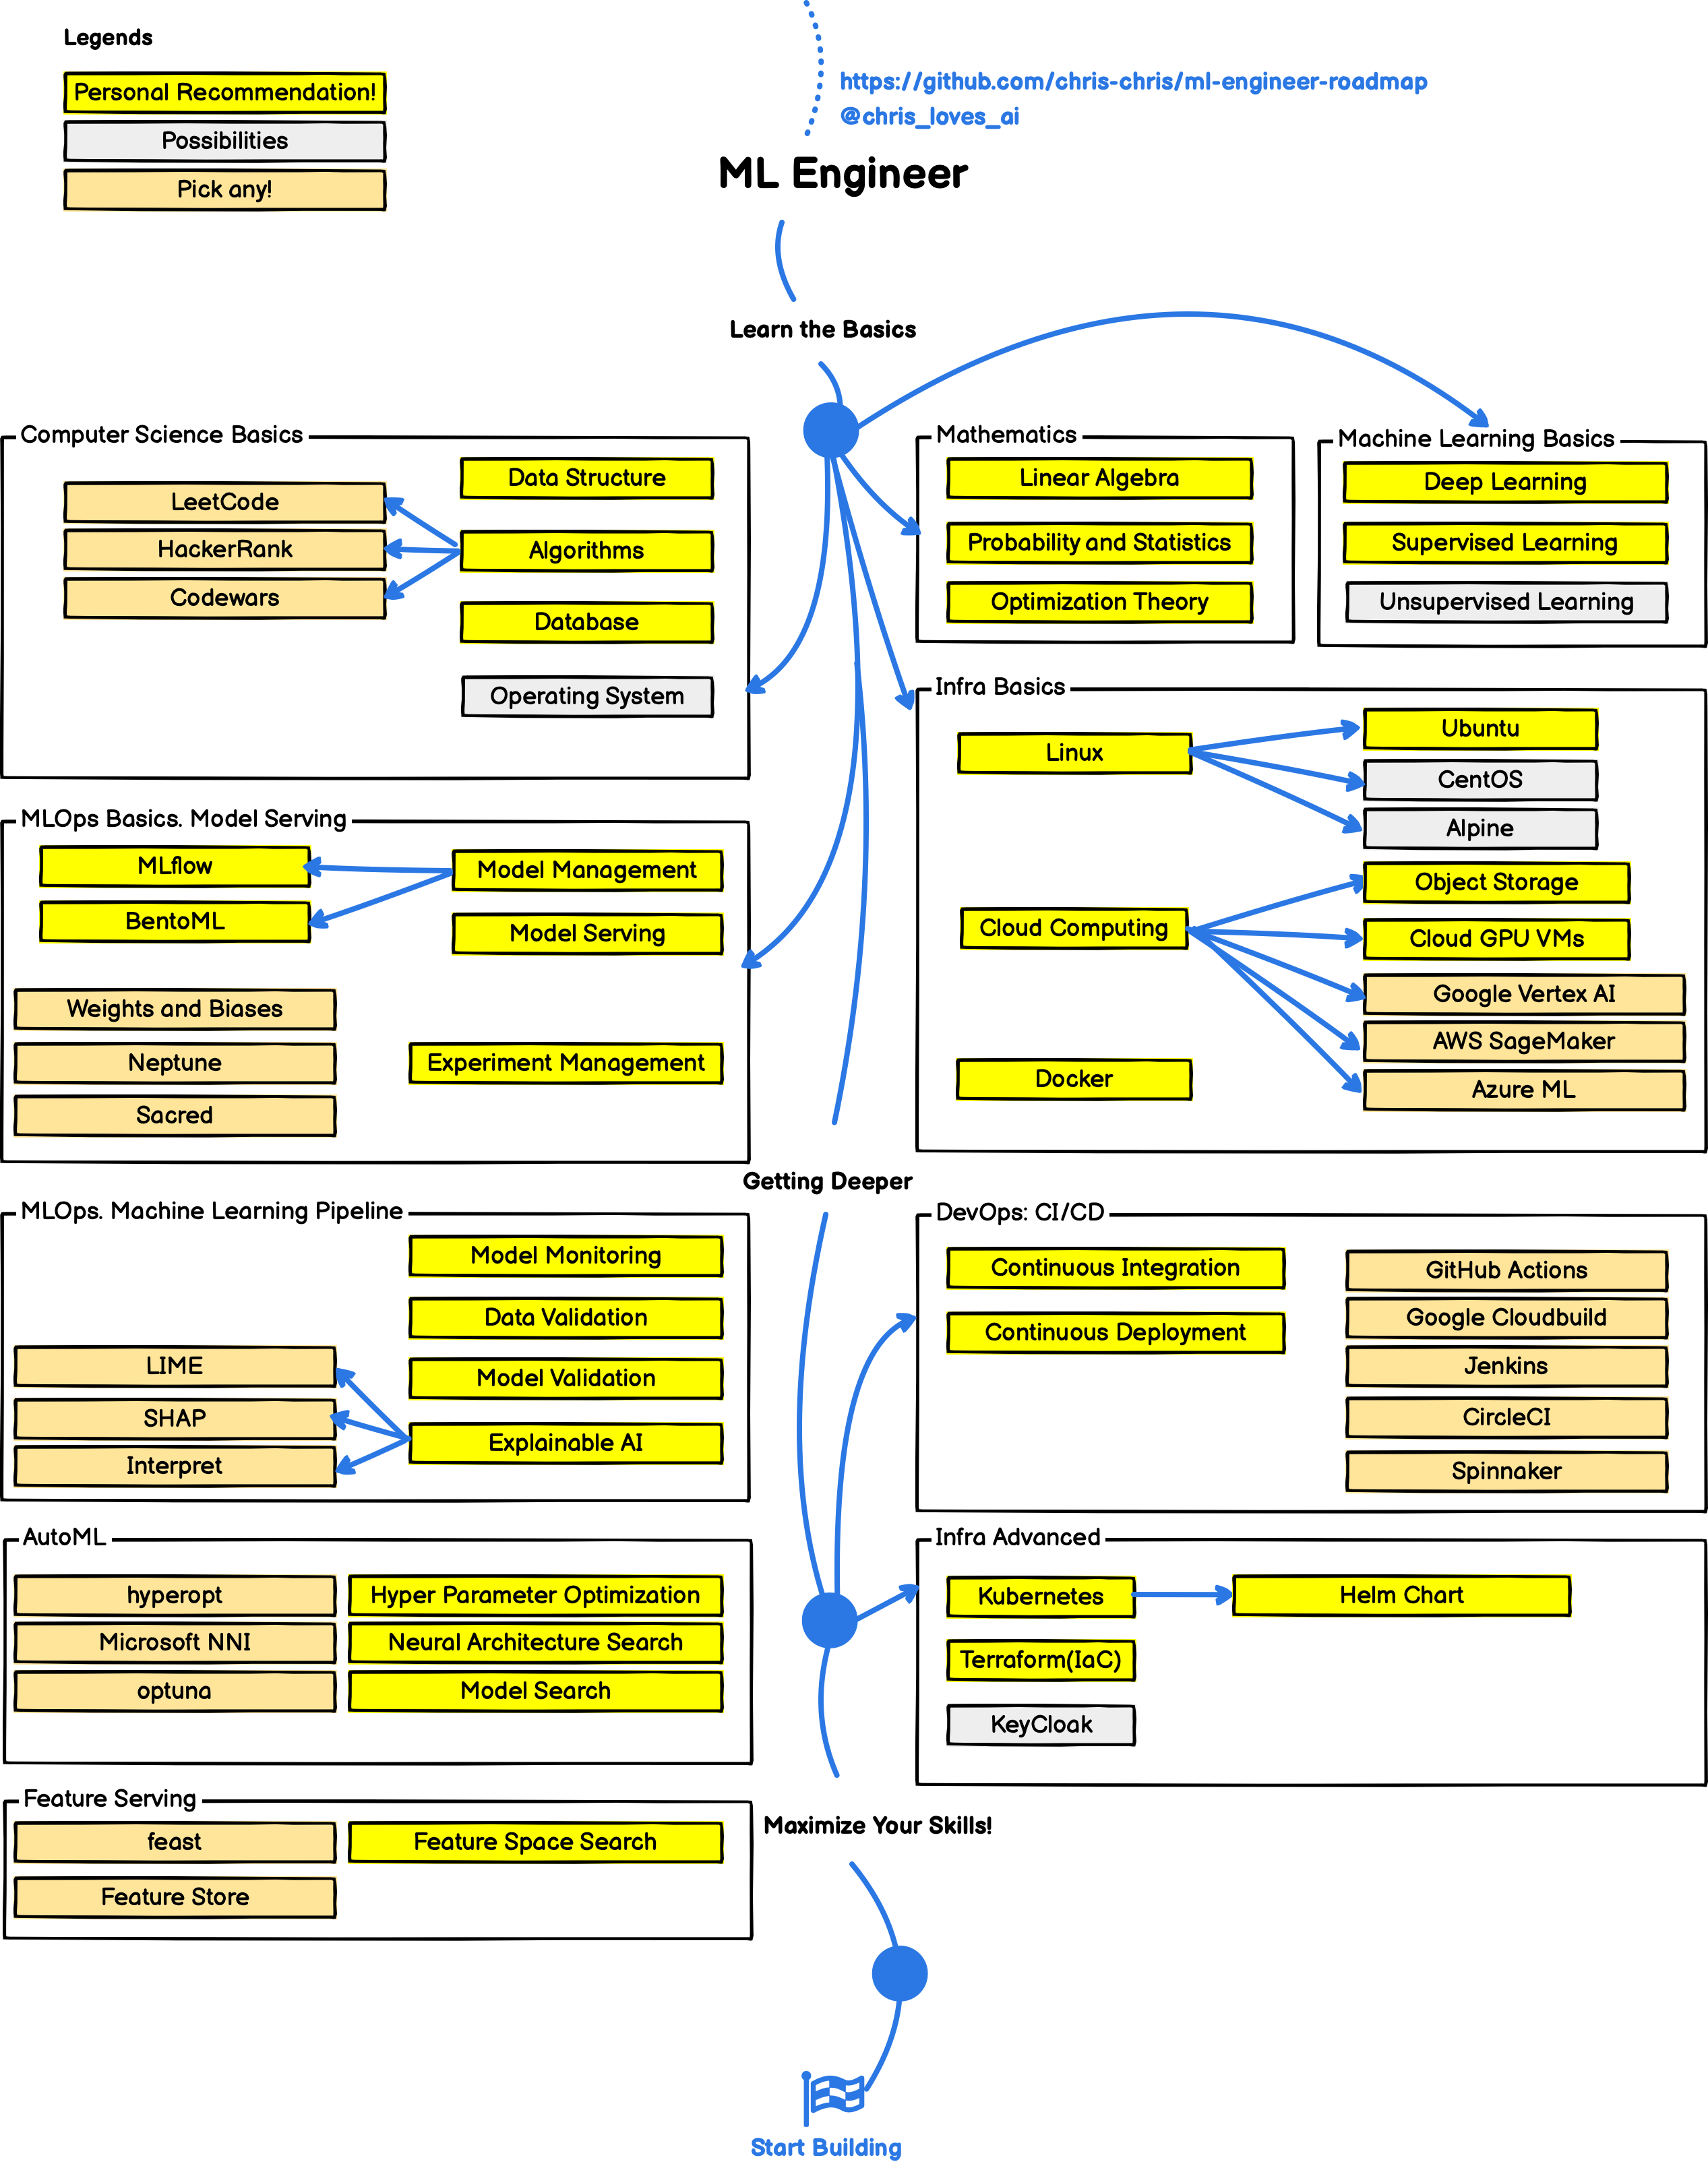 Legends
Personal Recommendation!
Possibilities
Pick any!
https://github.com/chris-chris/ml-engineer-roadmap
@chris_loves_ai
ML Engineer
Learn the Basics
Computer Science Basics
Data Structure
LeetCode
HackerRank
Codewars
Algorithms
Database
Operating System
Mathematics
Linear Algebra
Probability and Statistics
Optimization Theory
Machine Learning Basics
Deep Learning
Supervised Learning
Unsupervised Learning
Infra Basics
Linux
Ubuntu
CentOS
Alpine
Cloud Computing
Object Storage
Cloud GPU VMs
Google Vertex AI
AWS SageMaker
Azure ML
Docker
MLOps Basics. Model Serving
MLflow
BentoML
Model Management
Model Serving
Weights and Biases
Neptune
Sacred
Experiment Management
Getting Deeper
MLOps. Machine Learning Pipeline
Model Monitoring
Data Validation
Model Validation
Explainable AI
LIME
SHAP
Interpret
DevOps: CI/CD
Continuous Integration
Continuous Deployment
GitHub Actions
Google Cloudbuild
Jenkins
CircleCI
Spinnaker
AutoML
hyperopt
Microsoft NNI
optuna
Hyper Parameter Optimization
Neural Architecture Search
Model Search
Infra Advanced
Kubernetes
Helm Chart
Terraform(IaC)
KeyCloak
Feature Serving
feast
Feature Store
Feature Space Search
Maximize Your Skills!
Start Building